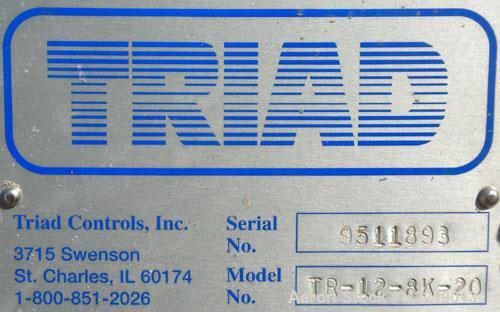 TRIAD
Triad Controls, Inc.
3715 Swenson
St. Charles, IL 60174
1-800-851-2026
Serial No. 9511893
Model No. TR-12-8K-20